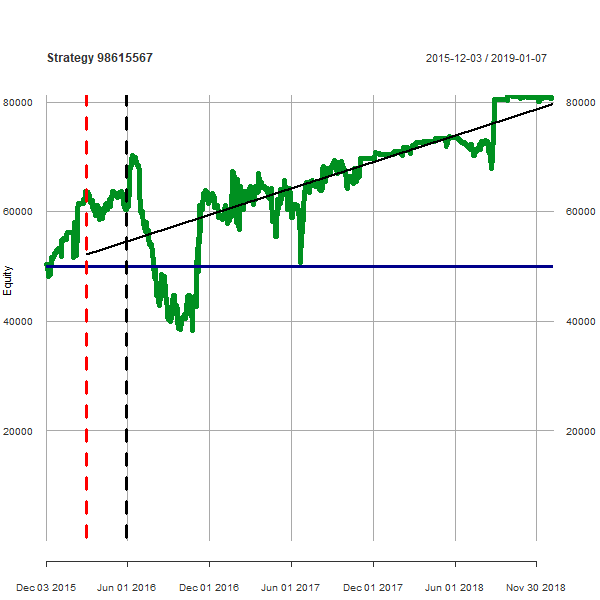 Strategy 98615567 2015-12-03 / 2019-01-07
80000 80000
60000 60000
Equity
40000 40000
20000 20000
Dec 03 2015 Jun 01 2016 Dec 01 2016 Jun 01 2017 Dec 01 2017 Jun 01 2018 Nov 30 2018